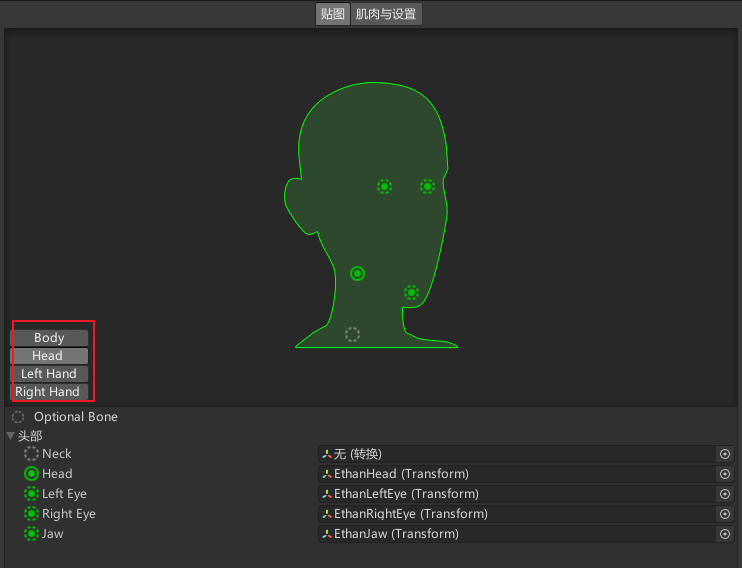 贴图 肌肉与设置
Body
Head
Left Hand
Right Hand
Optional Bone
头部
Neck 无 (转换)
Head EthanHead (Transform)
Left Eye EthanLeftEye (Transform)
Right Eye EthanRightEye (Transform)
Jaw EthanJaw (Transform)